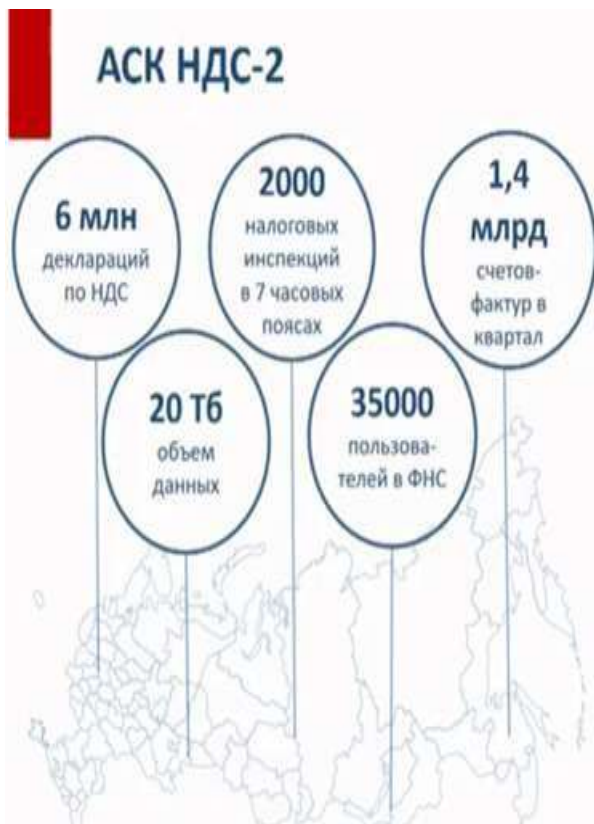 АСК НДС-2
6 млн
деклараций
по НДС
2000
налоговых
инспекций
в 7 часовых
поясах
1,4
млрд
счетов-
фактур в
квартал
20 Тб
объем
данных
35000
пользова-
телей в ФНС